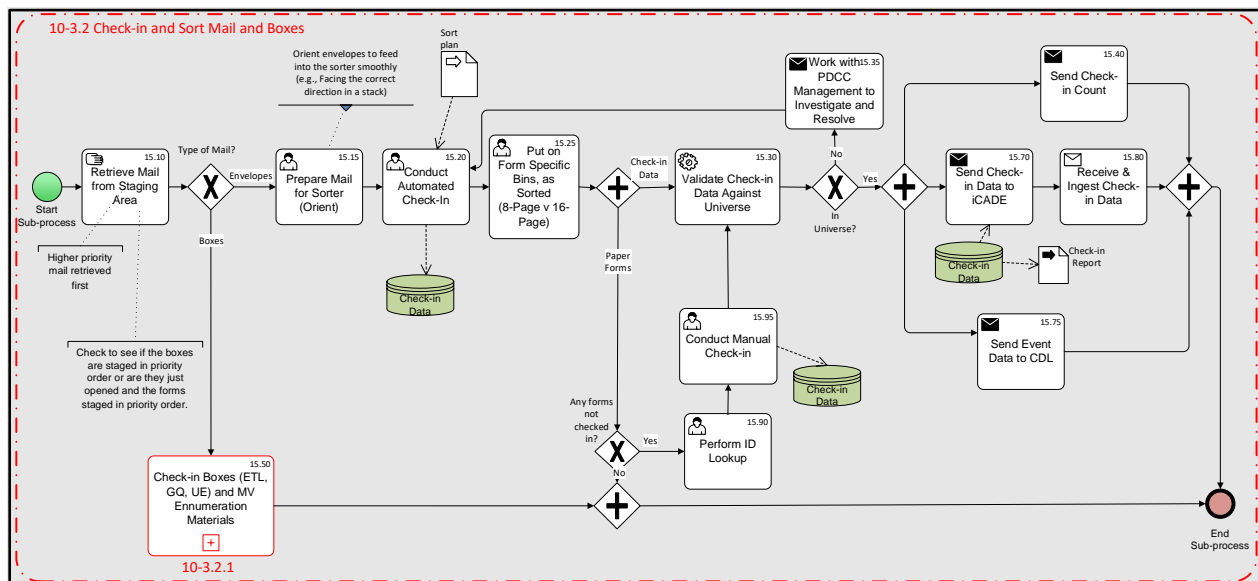 10-3.2 Check-in and Sort Mail and Boxes
Orient envelopes to feed
into the sorter smoothly
(e.g., Facing the correct
direction in a stack)
Sort
plan
15.10
Retrieve Mail
from Staging
Area
Start
Sub-process
Type of Mail?
Envelopes
Boxes
15.15
Prepare Mail
for Sorter
(Orient)
15.20
Conduct
Automated
Check-In
15.25
Put on
Form Specific
Bins, as
Sorted
(8-Page v 16-
Page)
Check-in
Data
Paper
Forms
15.30
Validate Check-in
Data Against
Universe
15.35
Work with
PDCC
Management to
Investigate and
Resolve
No
Yes
In
Universe?
15.40
Send Check-
in Count
15.70
Send Check-
in Data to
iCADE
15.80
Receive &
Ingest Check-
in Data
Check-in
Data
Check-in
Report
15.75
Send Event
Data to CDL
Higher priority
mail retrieved
first
Check to see if the boxes
are staged in priority
order or are they just
opened and the forms
staged in priority order.
Check-in
Data
15.95
Conduct Manual
Check-in
Check-in
Data
Any forms
not
checked
in?
Yes
No
15.90
Perform ID
Lookup
15.50
Check-in Boxes (ETL,
GQ, UE) and MV
Ennumeration
Materials
10-3.2.1
End
Sub-process